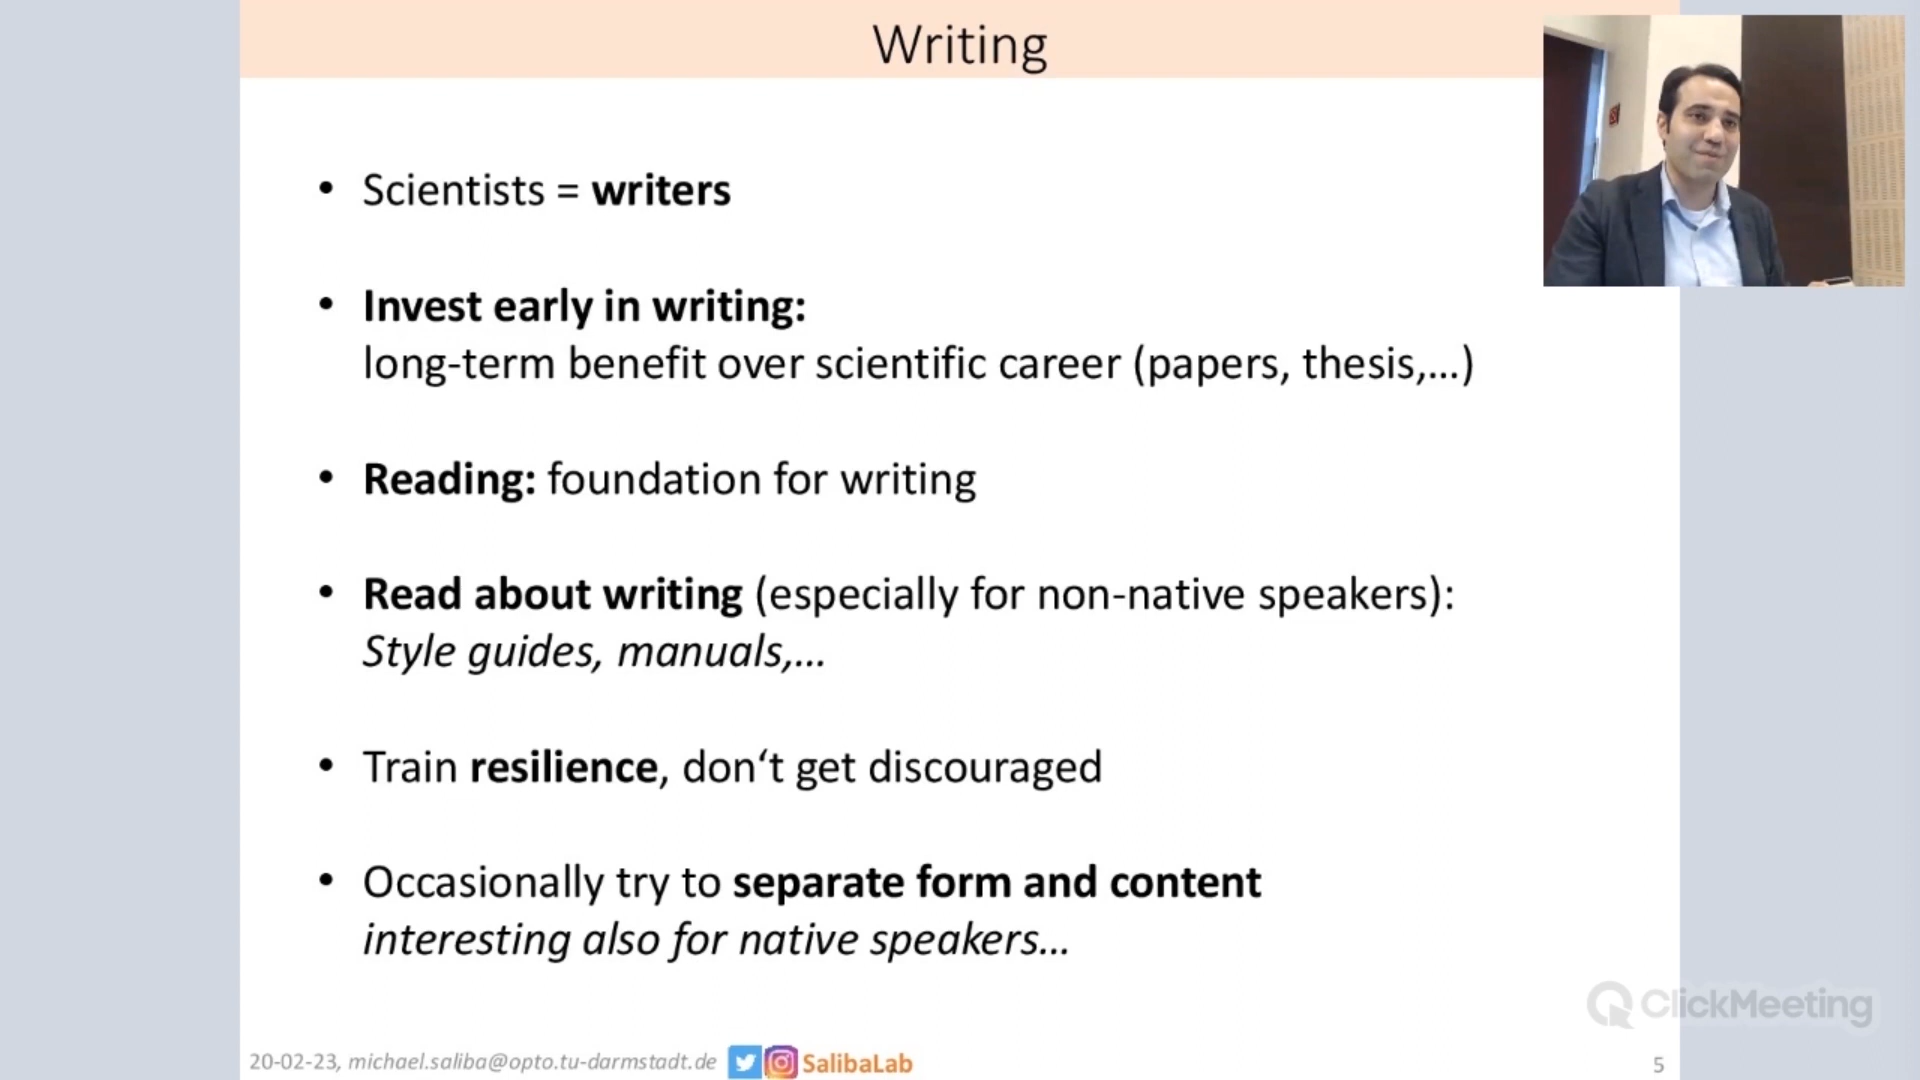 Writing
• Scientists = writers
• Invest early in writing:
long-term benefit over scientific career (papers, thesis,...)
• Reading: foundation for writing
• Read about writing (especially for non-native speakers):
Style guides, manuals,...
• Train resilience, don‘t get discouraged
• Occasionally try to separate form and content
interesting also for native speakers...
ClickMeeting
20-02-23, michael.saliba@opto.tu-darmstadt.de SalibaLab 5